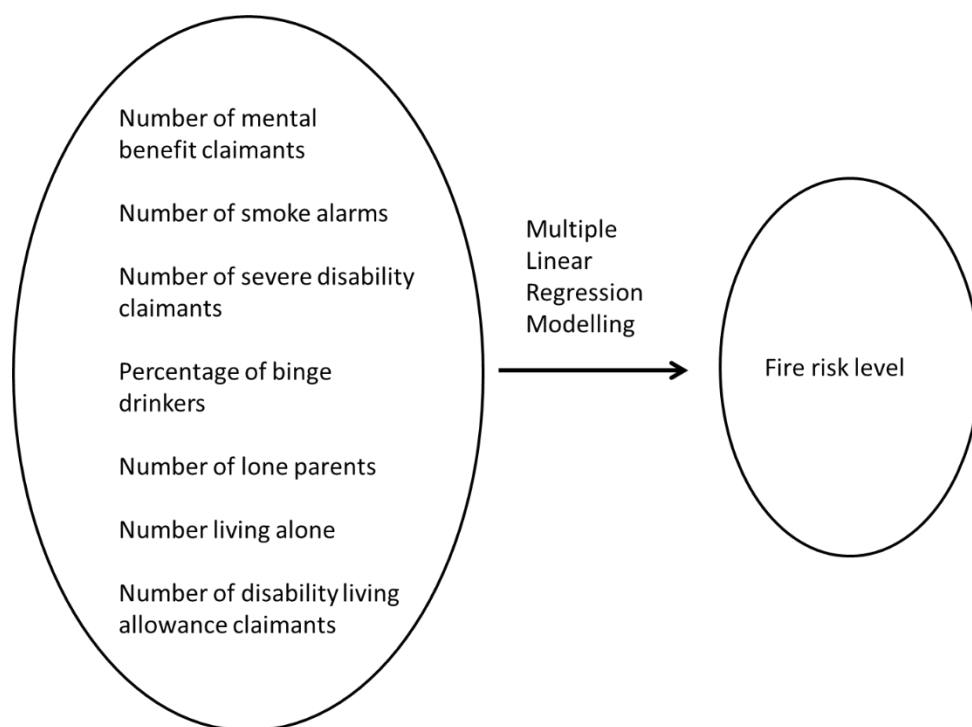 Number of mental
benefit claimants
Number of smoke alarms
Number of severe disability
claimants
Percentage of binge
drinkers
Number of lone parents
Number living alone
Number of disability living
allowance claimants
Multiple
Linear
Regression
Modelling
Fire risk level